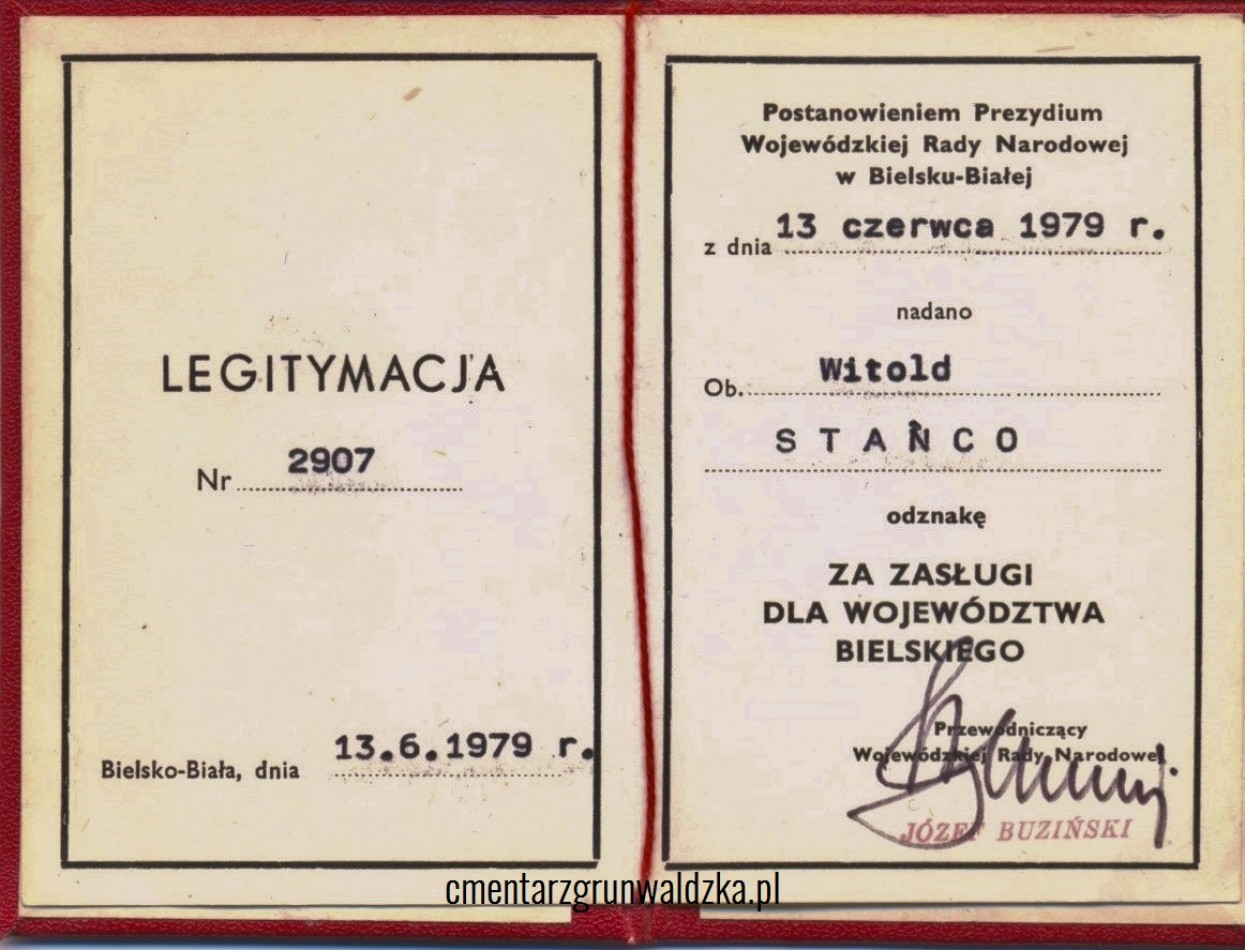 LEGITYMACJA
Nr 2907
Bielsko-Biała, dnia 13.6.1979 r.
Postanowieniem Prezydium
Wojewódzkiej Rady Narodowej
w Bielsku-Białej
z dnia 13 czerwca 1979 r.
nadano
Ob. Witold
STAŃCO
odznakę
ZA ZASŁUGI
DLA WOJEWÓDZTWA
BIELSKIEGO
Przewodniczący
Wojewódzkiej Rady Narodowej
JÓZEF BUZIŃSKI
cmentarzgrunwaldzka.pl